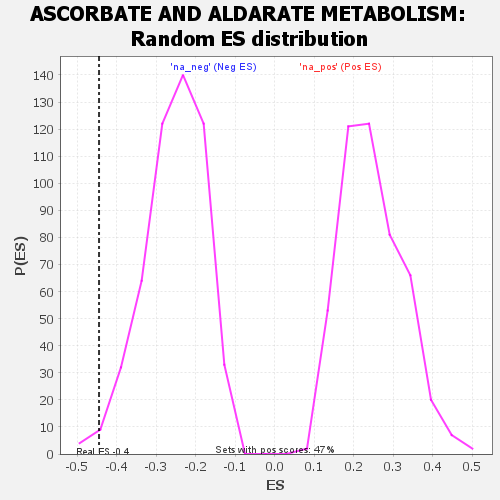 ASCORBATE AND ALDARATE METABOLISM:
Random ES distribution
'na_neg' (Neg ES) 'na_pos' (Pos ES)
140
130
120
110
100
90
80
70
60
50
40
30
20
10
0
P(ES)
Real ES -0.4 Sets with pos scores: 47%
-0.5 -0.4 -0.3 -0.2 -0.1 0.0 0.1 0.2 0.3 0.4 0.5
ES